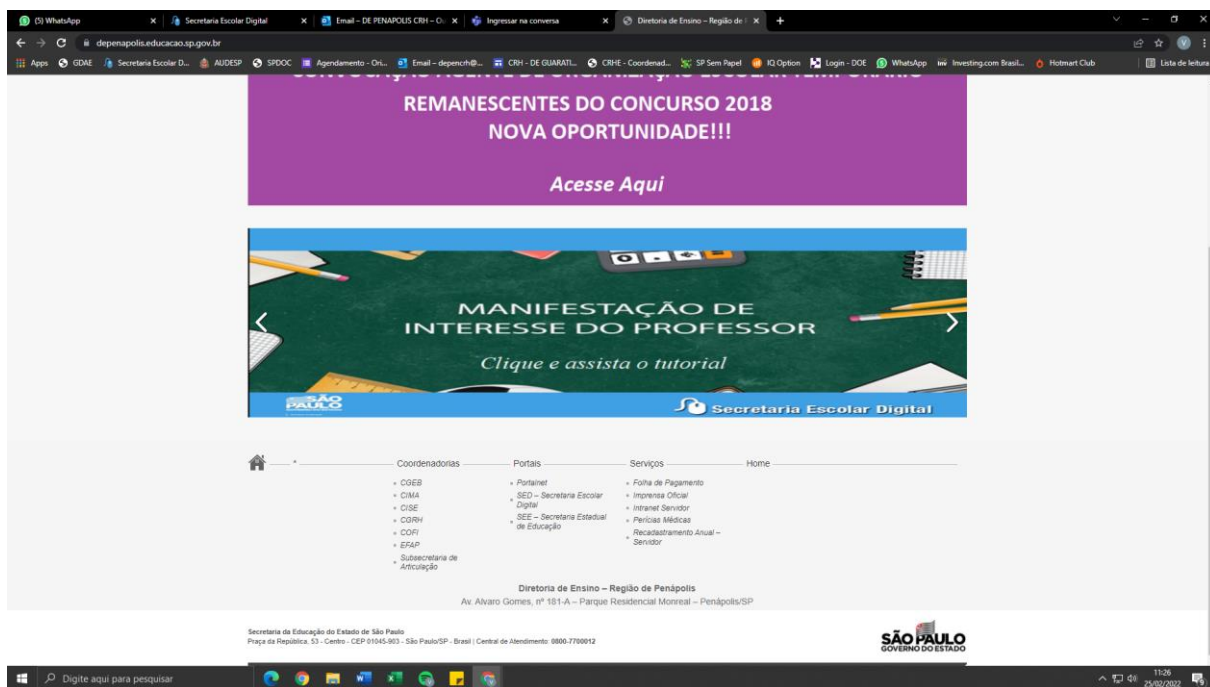 (5) WhatsApp
Secretaria Escolar Digital
Email – DE PENAPOLIS CRH – Ou
Ingressar na conversa
Diretoria de Ensino – Região de
depenapolis.educacao.sp.gov.br
Apps GDAE Secretaria Escolar D... AUDESP SPDOC Agendamento - Ori... Email – depencrh@... CRH - DE GUARATI... CRHE - Coordenad... SP Sem Papel IQ Option Login - DOE WhatsApp Investing.com Brasil... Hotmart Club Lista de leitura
CONVOCAÇÃO AGENTE DE ORGANIZAÇÃO ESCOLAR TEMPORÁRIO
REMANESCENTES DO CONCURSO 2018
NOVA OPORTUNIDADE!!!
Acesse Aqui
MANIFESTAÇÃO DE
INTERESSE DO PROFESSOR
Clique e assista o tutorial
SÃO
PAULO
Secretaria Escolar Digital
Coordenadorias
CGEB
CIMA
CISE
CGRH
COFI
EFAP
Subsecretaria de
Articulação
Portais
Portalnet
SED – Secretaria Escolar
Digital
SEE – Secretaria Estadual
de Educação
Serviços
Folha de Pagamento
Imprensa Oficial
Intranet Servidor
Perícias Médicas
Recadastramento Anual –
Servidor
Home
Diretoria de Ensino – Região de Penápolis
Av. Alvaro Gomes, nº 181-A – Parque Residencial Monreal – Penápolis/SP
Secretaria da Educação do Estado de São Paulo
Praça da República, 53 - Centro - CEP 01045-903 - São Paulo/SP - Brasil | Central de Atendimento: 0800-7700012
SÃO PAULO
GOVERNO DO ESTADO
Digite aqui para pesquisar
11:26
25/02/2022